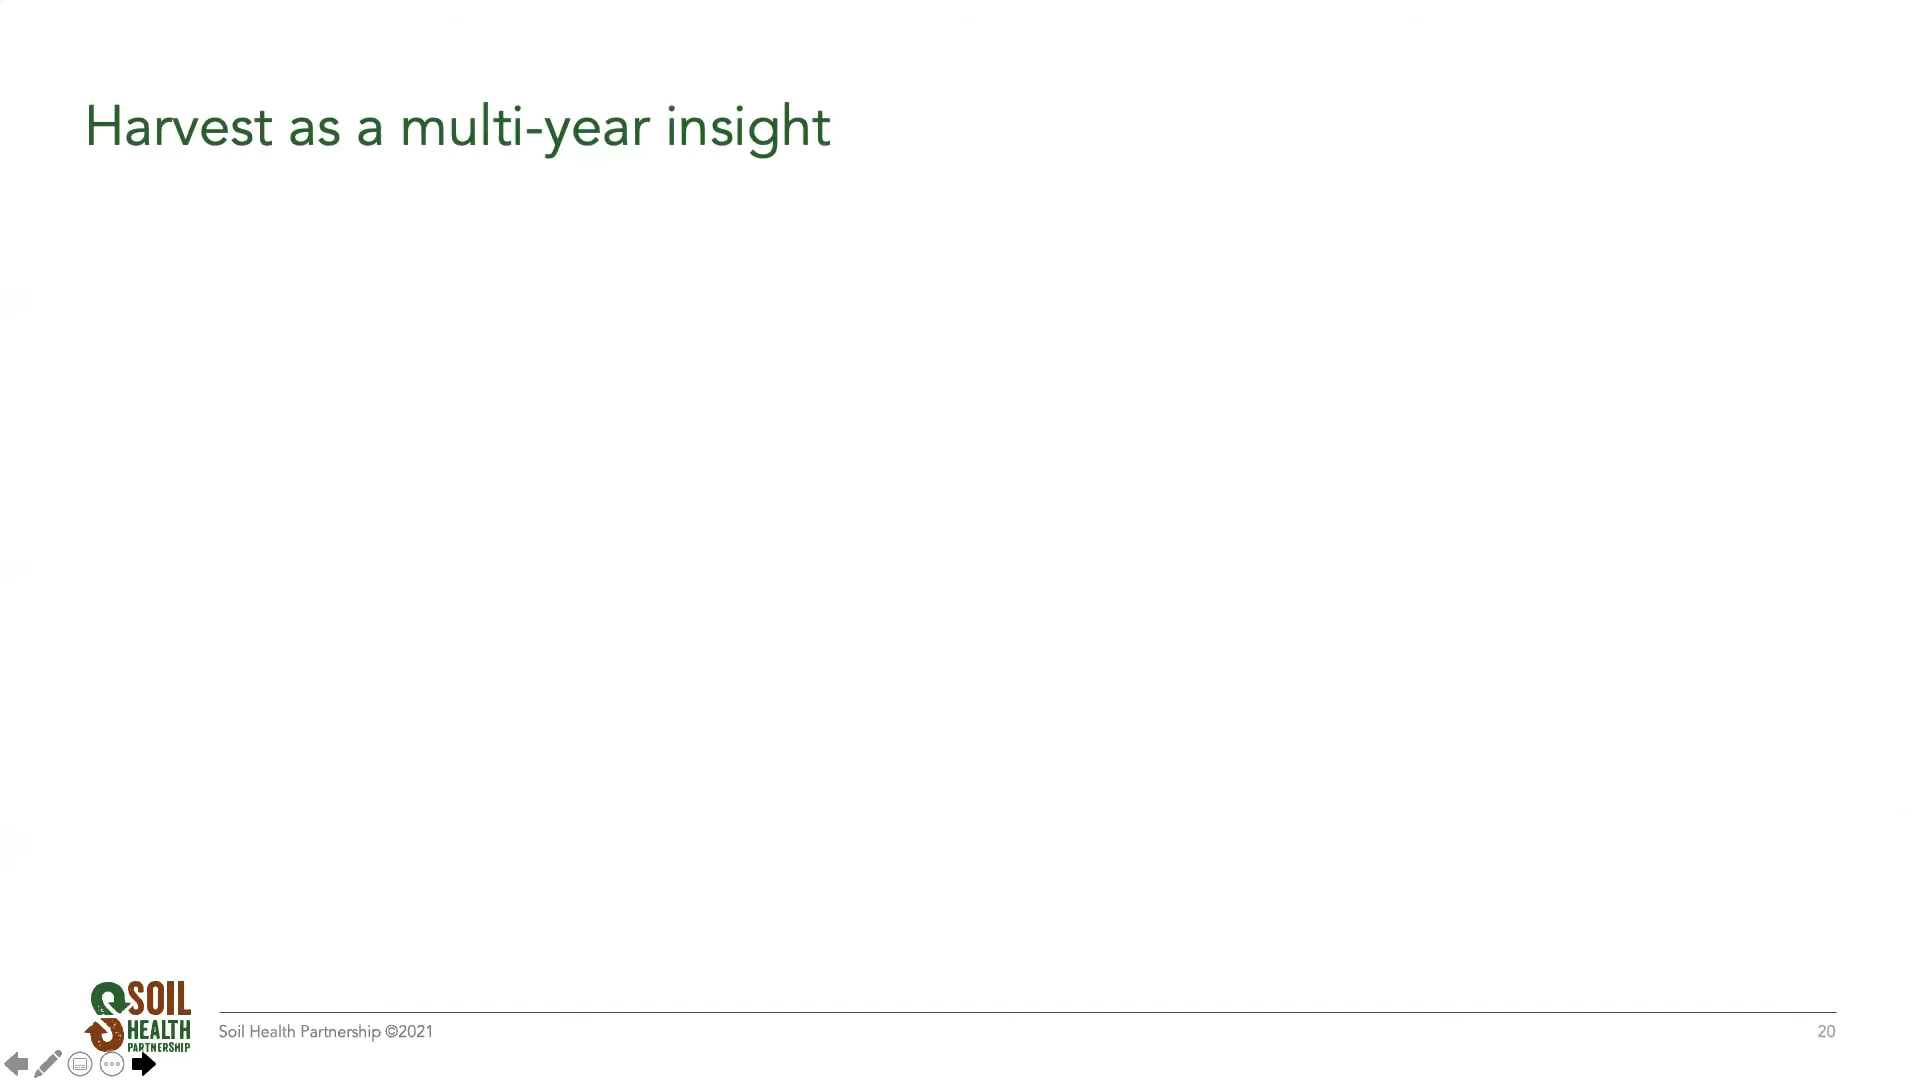 Harvest as a multi-year insight
SOIL
HEALTH
PARTNERSHIP
Soil Health Partnership ©2021
20